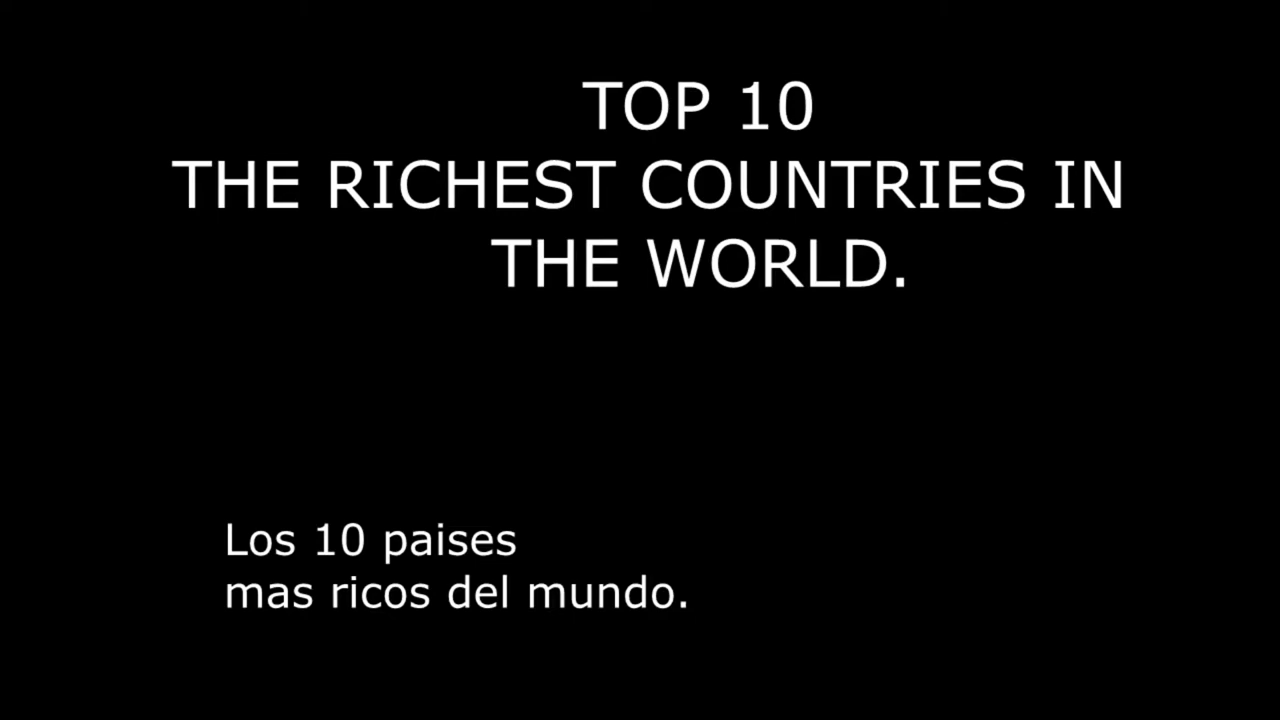 TOP 10
THE RICHEST COUNTRIES IN
THE WORLD.
Los 10 paises
mas ricos del mundo.